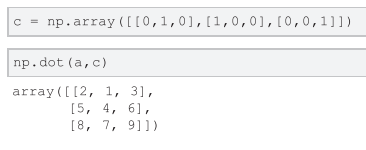 c = np.array([[0,1,0],[1,0,0],[0,0,1]])
np.dot(a,c)
array([[2, 1, 3],
       [5, 4, 6],
       [8, 7, 9]])